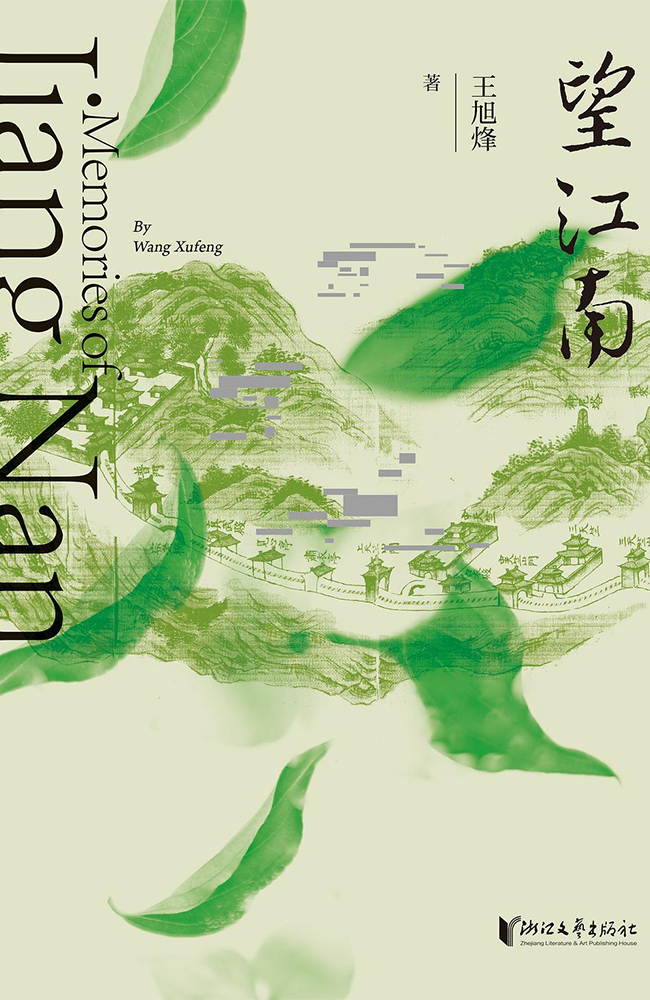 望江南
王旭烽
著
Memories of
Jiang Nan
By
Wang Xufeng
浙江文艺出版社
Zhejiang Literature & Art Publishing House